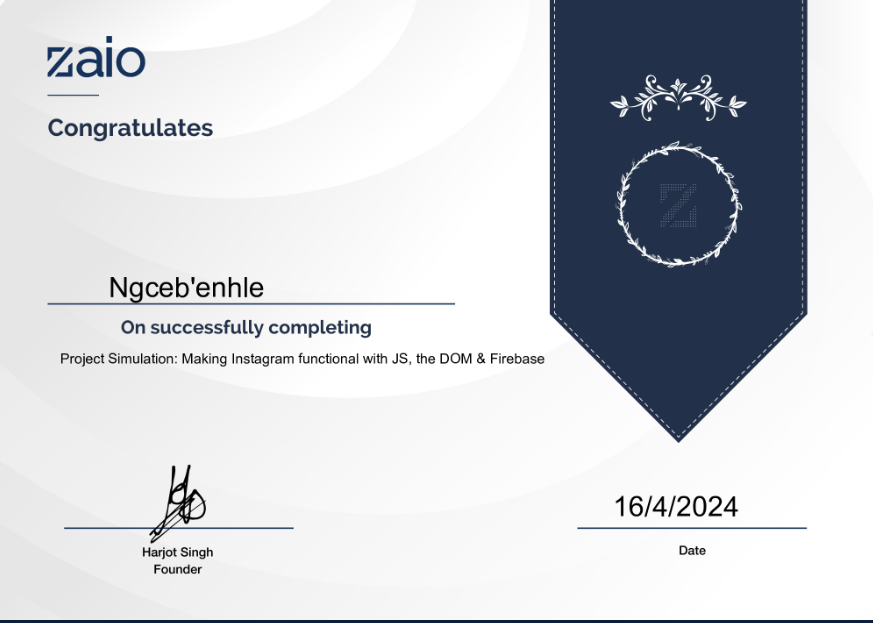 zaio
Congratulates
Ngceb'enhle
On successfully completing
Project Simulation: Making Instagram functional with JS, the DOM & Firebase
Z
16/4/2024
Harjot Singh
Founder
Date